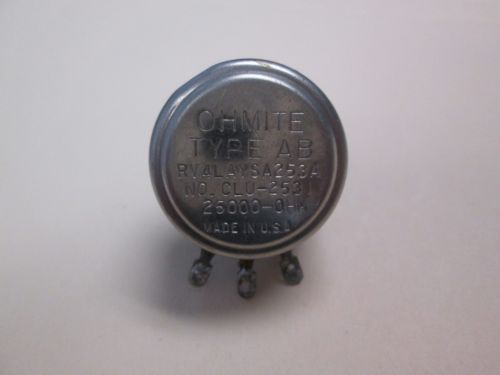 OHMITE
TYPE AB
RV4LAYSA253A
NO. CLU-2531
25000-OHM
MADE IN U.S.A